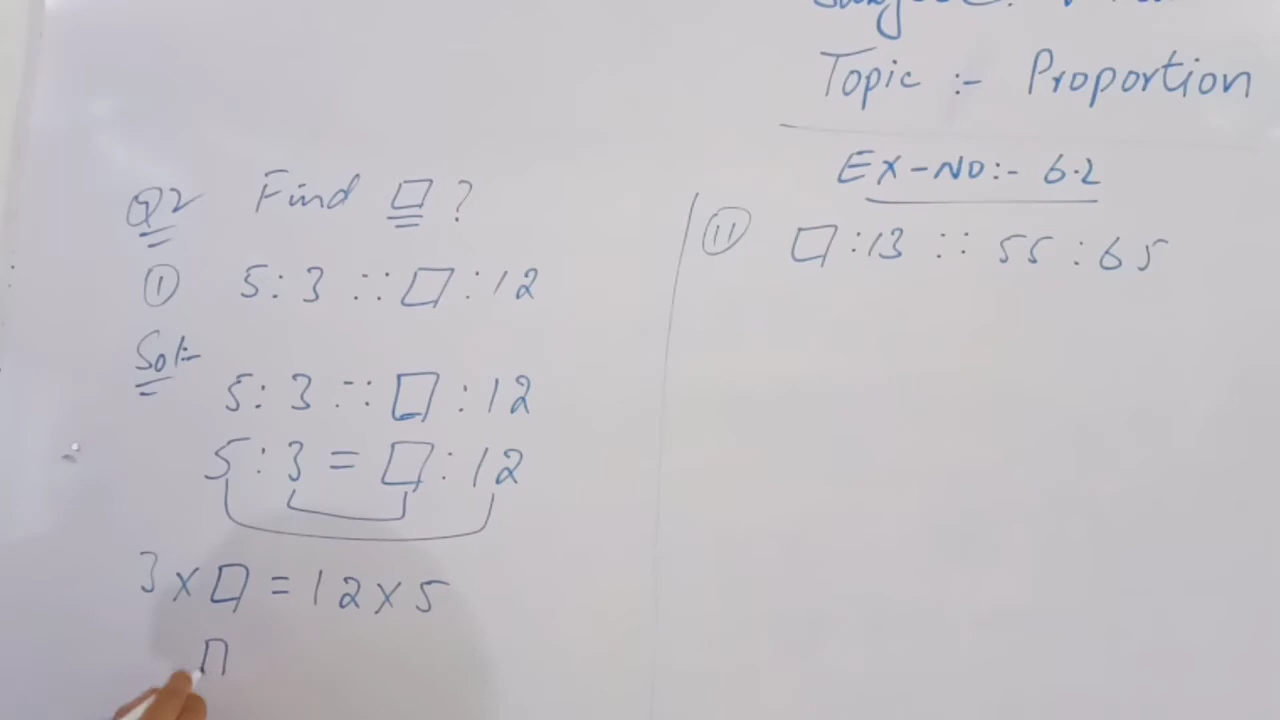 Topic :- Proportion
Ex-NO:- 6.2
Q2 Find □ ?
① 5 : 3 :: □ : 12
Sol:-
5 : 3 :: □ : 12
5 : 3 = □ : 12
3 × □ = 12 × 5
⑪ □ : 13 :: 55 : 65